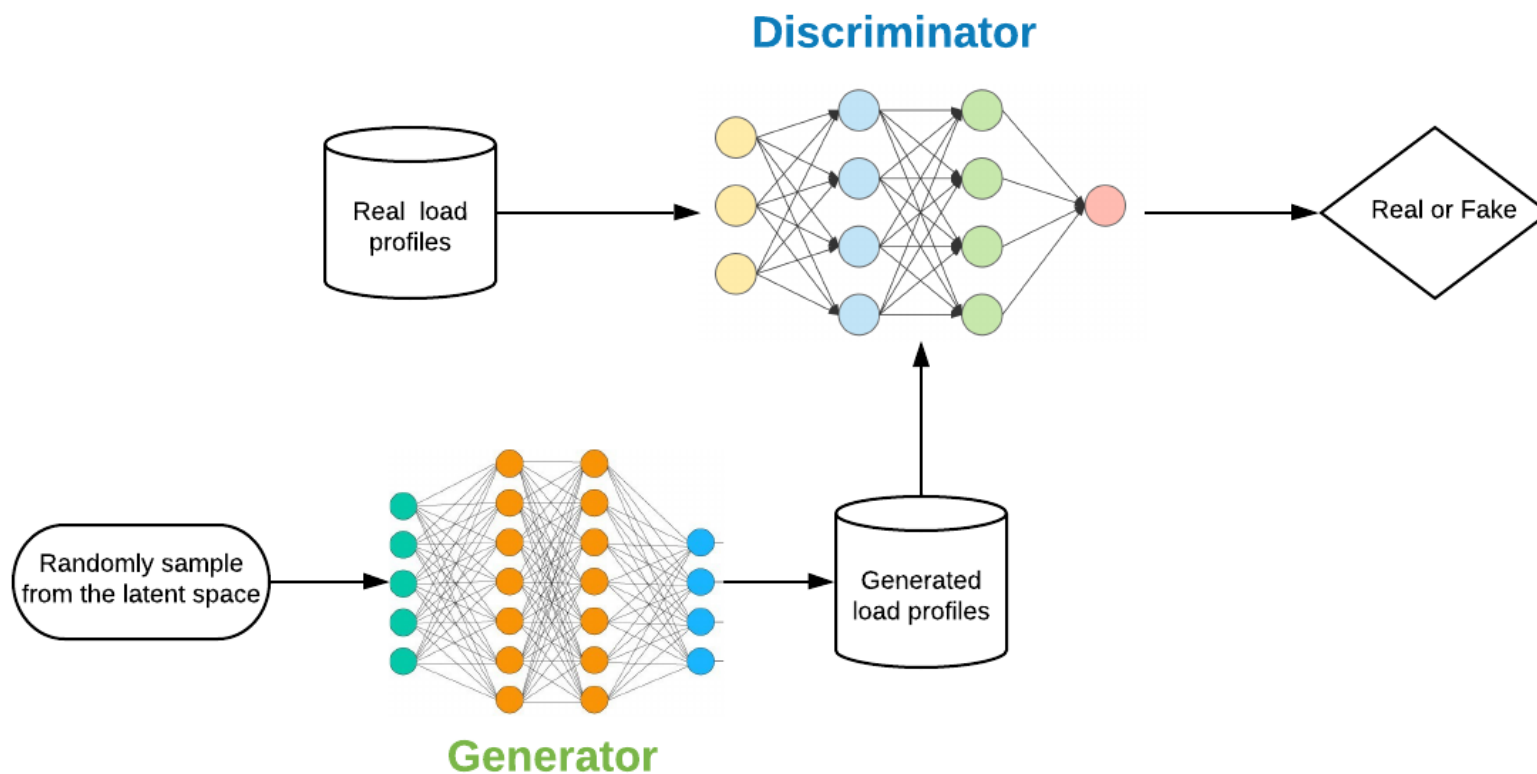 Discriminator
Real load
profiles
Real or Fake
Randomly sample
from the latent space
Generated
load profiles
Generator